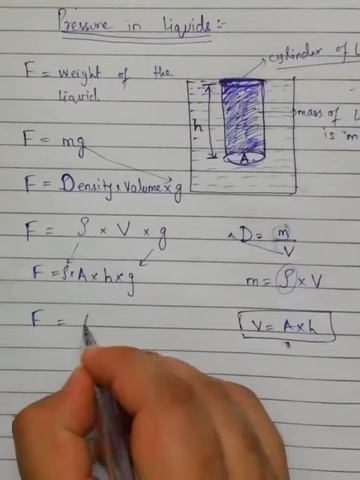 Pressure in Liquids:-
cylinder of
F = weight of the
liquid.
h
mass of
is "m
A
F = mg
F = Density × Volume × g
F = ρ × V × g
D = m/V
F = ρ × A × h × g
m = ρ × V
F =
V = A × h